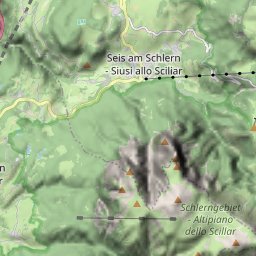 Seis am Schlern
- Siusi allo Sciliar
Schlerngebiet
- Altipiano
dello Sciliar